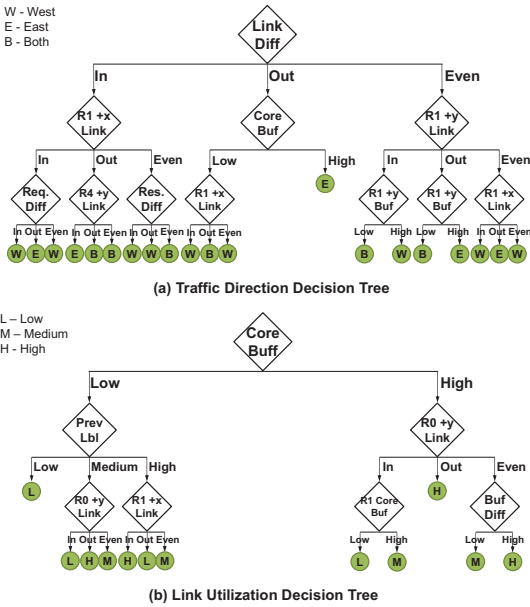 W - West
E - East
B - Both
Link
Diff
In
Out
Even
R1 +x
Link
Core
Buf
R1 +y
Link
In
Out
Even
Low
High
In
Out
Even
Req.
Diff
R4 +y
Link
Res.
Diff
R1 +x
Link
E
R1 +y
Buf
R1 +y
Buf
R1 +x
Link
In Out Even
In Out Even
In Out Even
In Out Even
Low
High
Low
High
In Out Even
W E W
E B B
W W B
W B W
B
W
B
E
W E W
(a) Traffic Direction Decision Tree
L – Low
M – Medium
H - High
Core
Buff
Low
High
Prev
Lbl
R0 +y
Link
Low
Medium
High
In
Out
Even
L
R0 +y
Link
R1 +x
Link
R1 Core
Buf
H
Buf
Diff
In Out Even
In Out Even
Low
High
Low
High
L H M
H L M
L
M
M
H
(b) Link Utilization Decision Tree